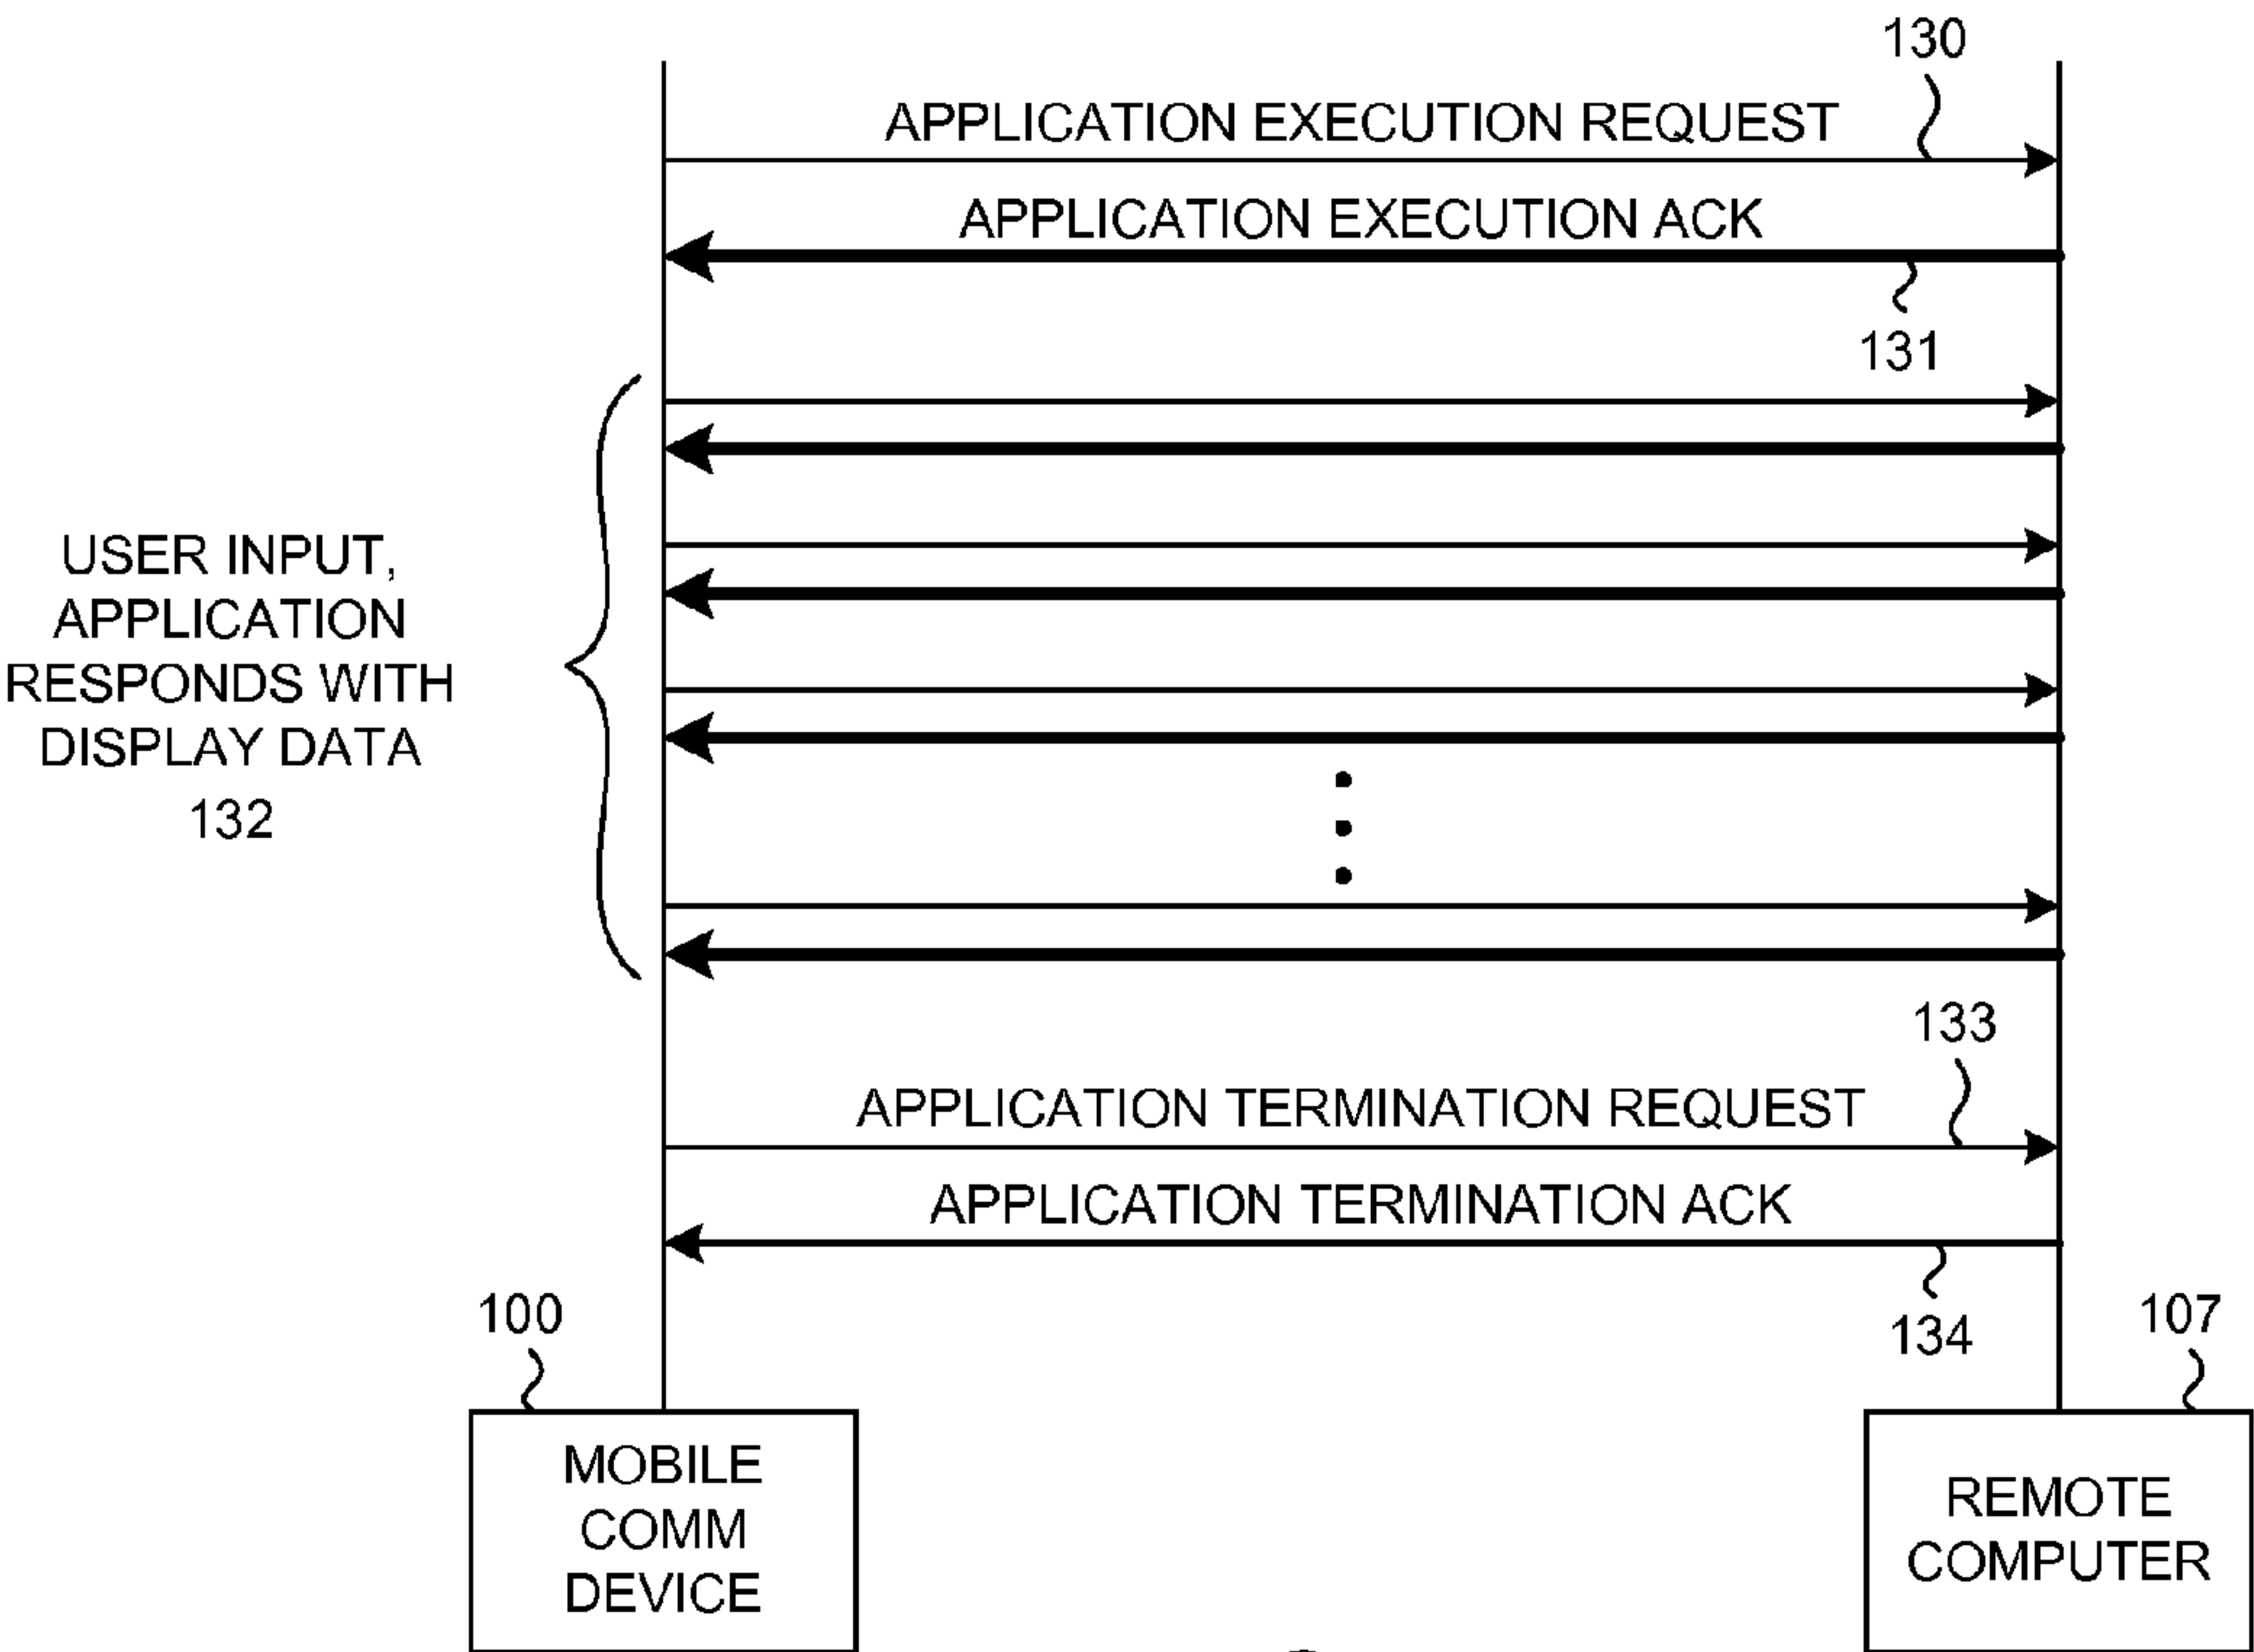 130
APPLICATION EXECUTION REQUEST
APPLICATION EXECUTION ACK
131
USER INPUT,
APPLICATION
RESPONDS WITH
DISPLAY DATA
132
133
APPLICATION TERMINATION REQUEST
APPLICATION TERMINATION ACK
134
100
107
MOBILE
COMM
DEVICE
REMOTE
COMPUTER